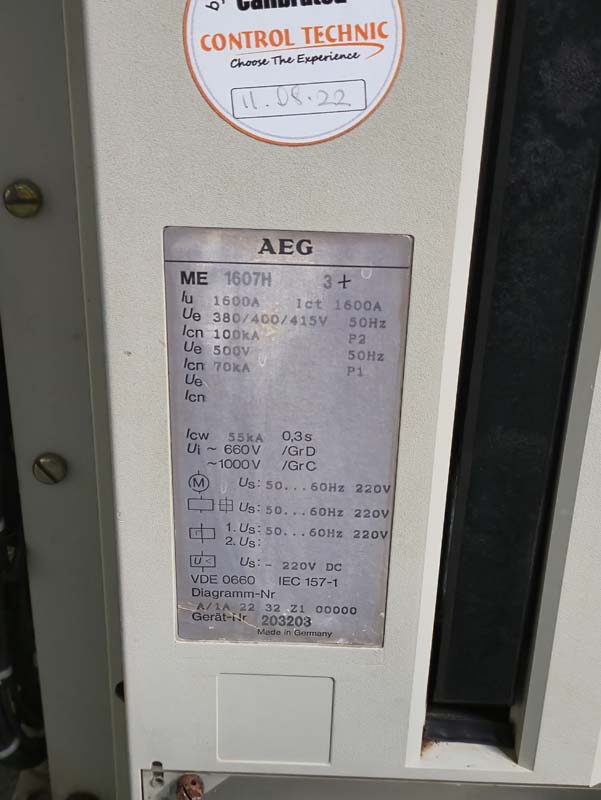 Calibrated
CONTROL TECHNIC
Choose The Experience
11.08.22
AEG
ME 1607H 3+
Iu 1600A Ict 1600A
Ue 380/400/415V 50Hz
Icn 100kA P2
Ue 500V 50Hz
Icn 70kA P1
Ue
Icn
Icw 55kA 0,3s
Ui ~ 660V /GrD
~1000V /GrC
M Us: 50...60Hz 220V
Us: 50...60Hz 220V
1. Us: 50...60Hz 220V
2. Us:
U< Us: - 220V DC
VDE 0660 IEC 157-1
Diagramm-Nr
A/1A 22 32 Z1 00000
Gerät-Nr 203203
Made in Germany